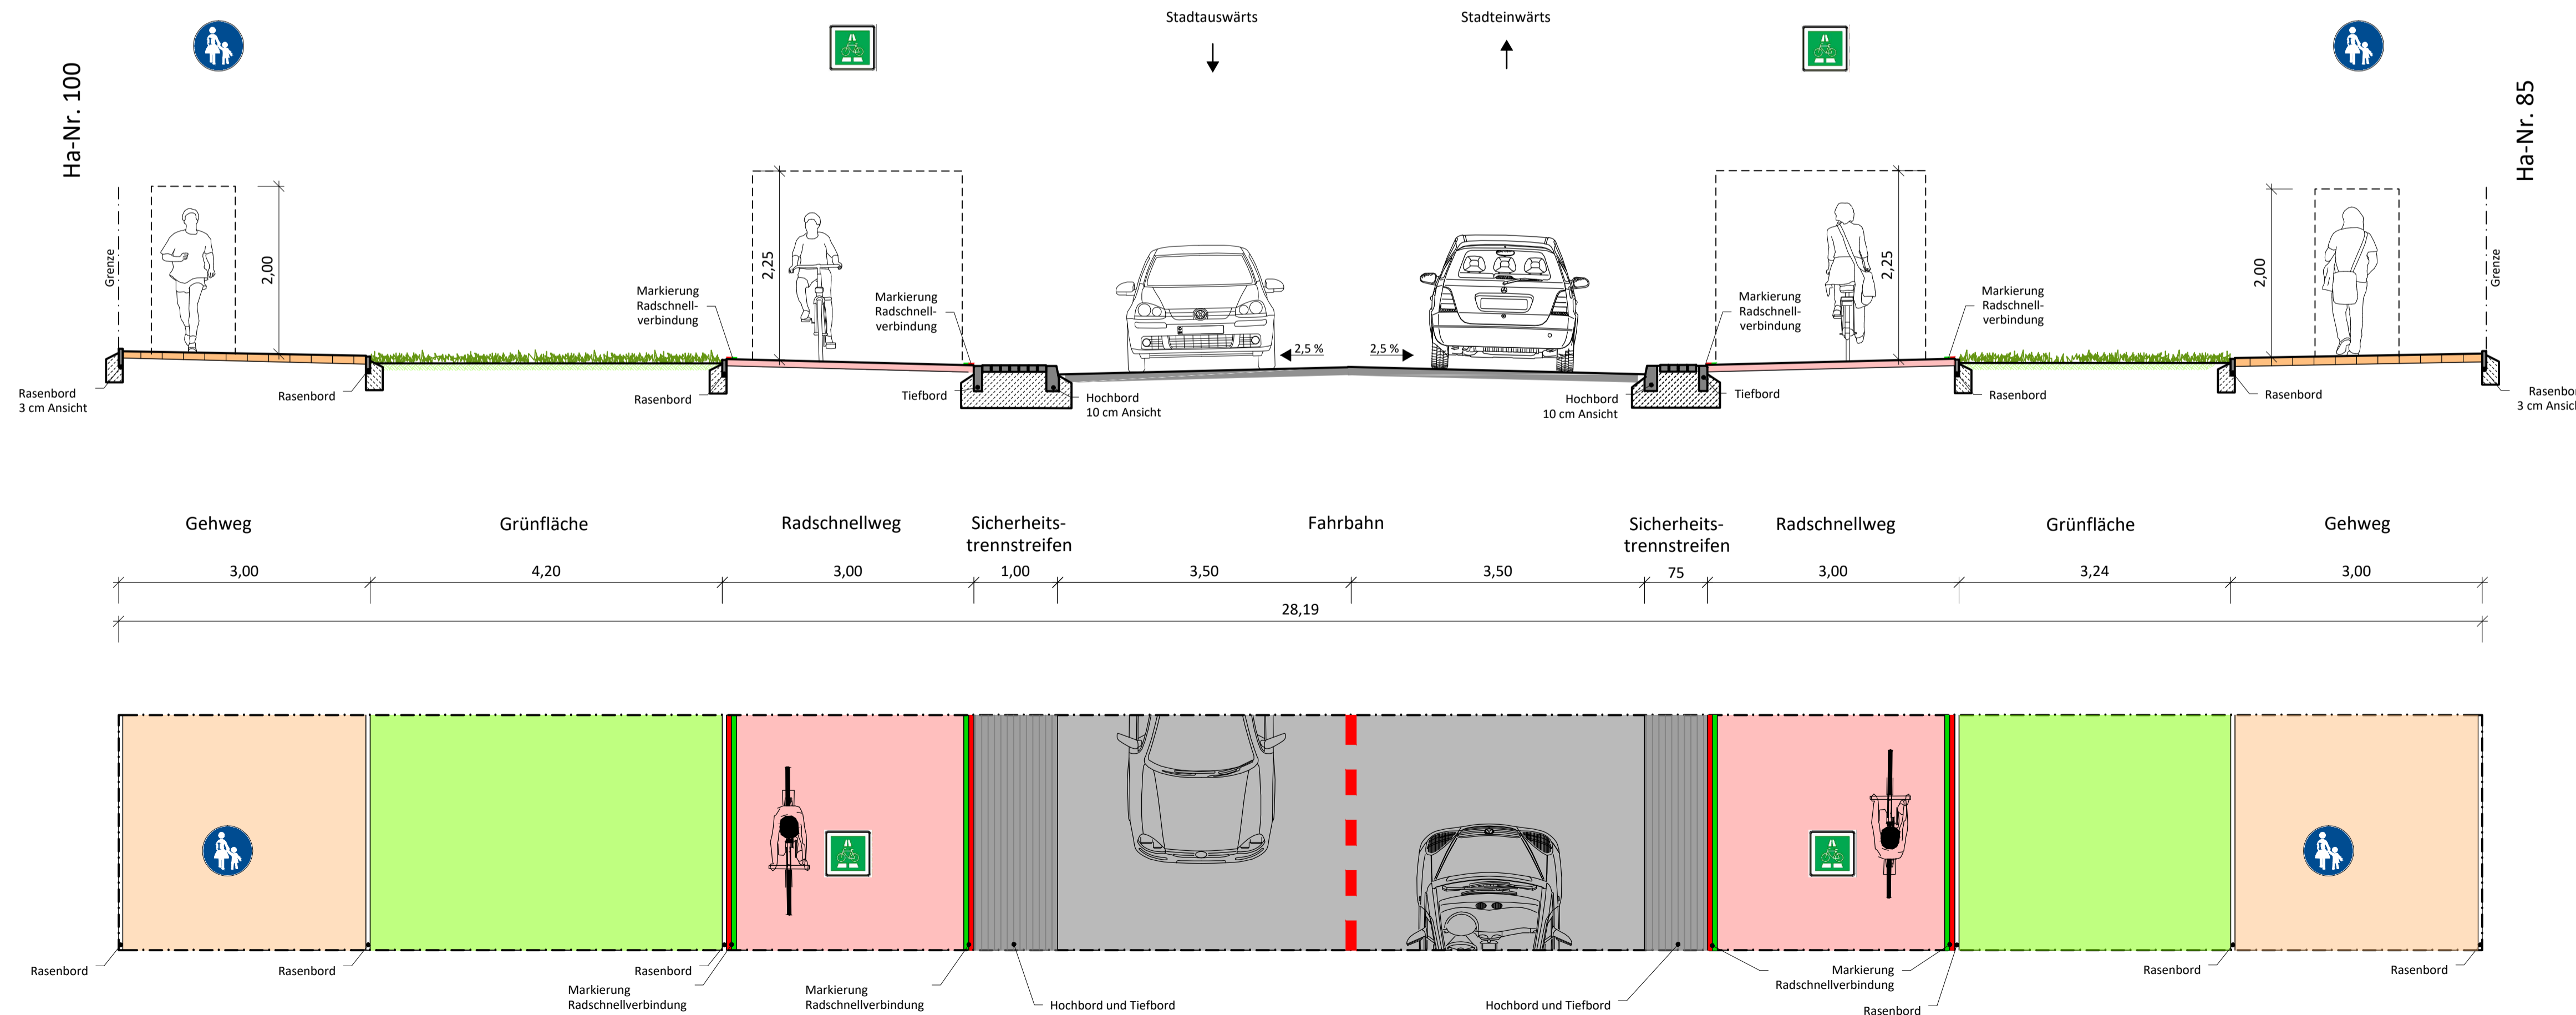 Stadtauswärts
Stadteinwärts
Ha-Nr. 100
Ha-Nr. 85
Grenze
2,00
2,25
2,25
2,00
Grenze
Markierung
Radschnell-
verbindung
Markierung
Radschnell-
verbindung
2,5 %
2,5 %
Markierung
Radschnell-
verbindung
Markierung
Radschnell-
verbindung
Rasenbord
3 cm Ansicht
Rasenbord
Rasenbord
Tiefbord
Hochbord
10 cm Ansicht
Hochbord
10 cm Ansicht
Tiefbord
Rasenbord
Rasenbord
Gehweg
Grünfläche
Radschnellweg
Sicherheits-
trennstreifen
Fahrbahn
Sicherheits-
trennstreifen
Radschnellweg
Grünfläche
Gehweg
3,00
4,20
3,00
1,00
3,50
3,50
75
3,00
3,24
3,00
28,19
Rasenbord
Rasenbord
Rasenbord
Markierung
Radschnellverbindung
Markierung
Radschnellverbindung
Hochbord und Tiefbord
Hochbord und Tiefbord
Markierung
Radschnellverbindung
Rasenbord
Rasenbord
Rasenbord